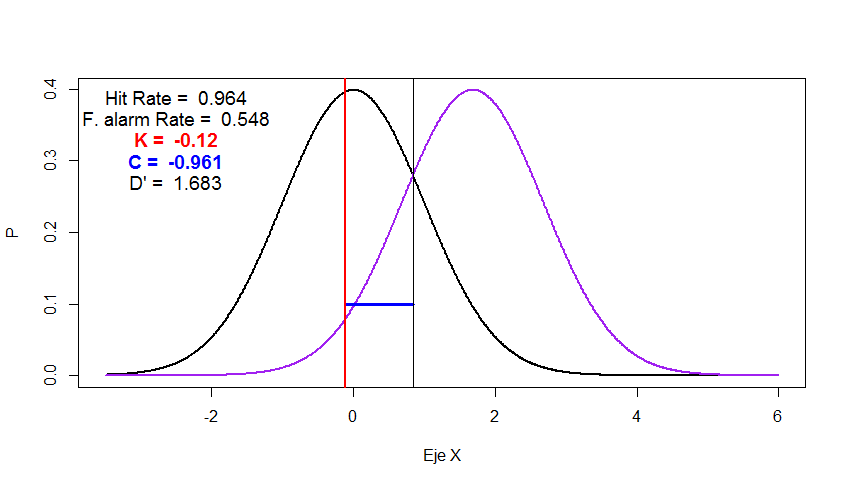 Hit Rate =  0.964
F. alarm Rate =  0.548
K =  -0.12
C =  -0.961
D' =  1.683
P
0.0
0.1
0.2
0.3
0.4
-2
0
2
4
6
Eje X